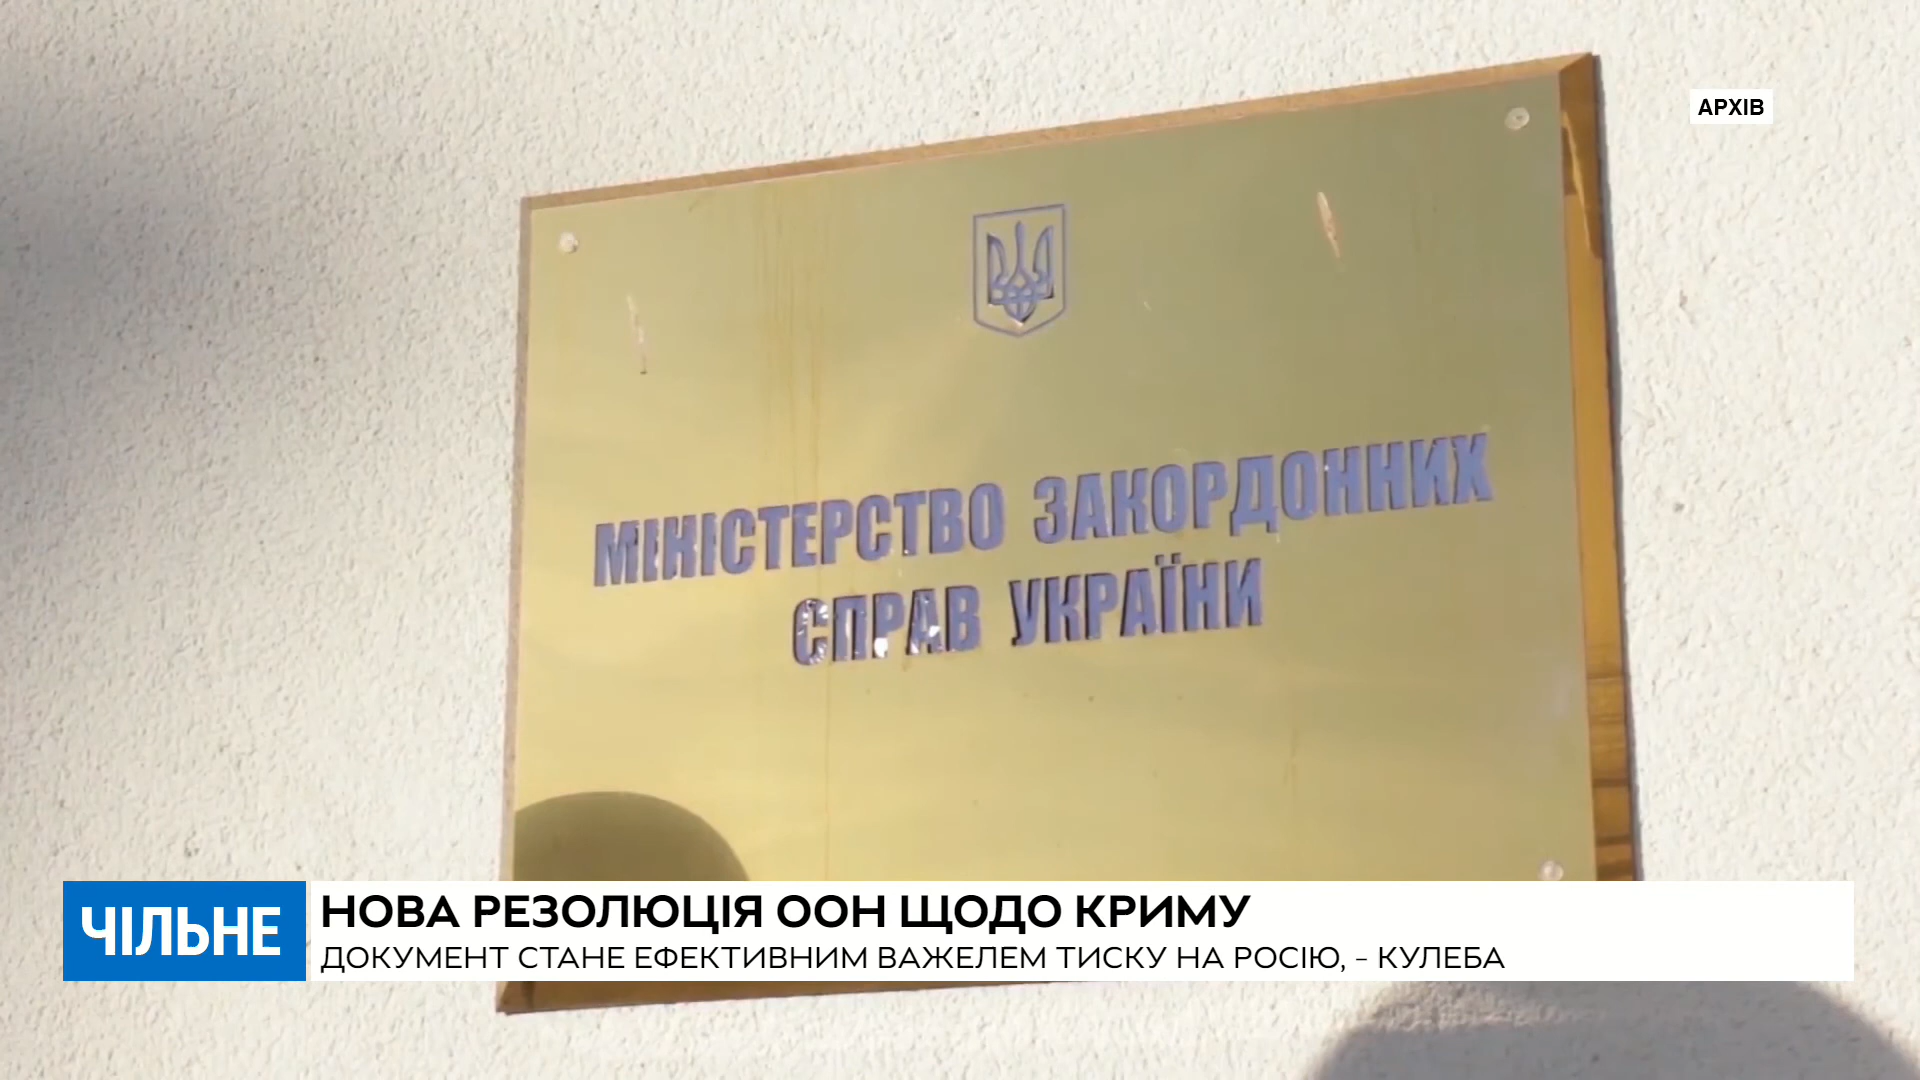 АРХІВ
МІНІСТЕРСТВО ЗАКОРДОННИХ
СПРАВ УКРАЇНИ
ЧІЛЬНЕ
НОВА РЕЗОЛЮЦІЯ ООН ЩОДО КРИМУ
ДОКУМЕНТ СТАНЕ ЕФЕКТИВНИМ ВАЖЕЛЕМ ТИСКУ НА РОСІЮ, - КУЛЕБА